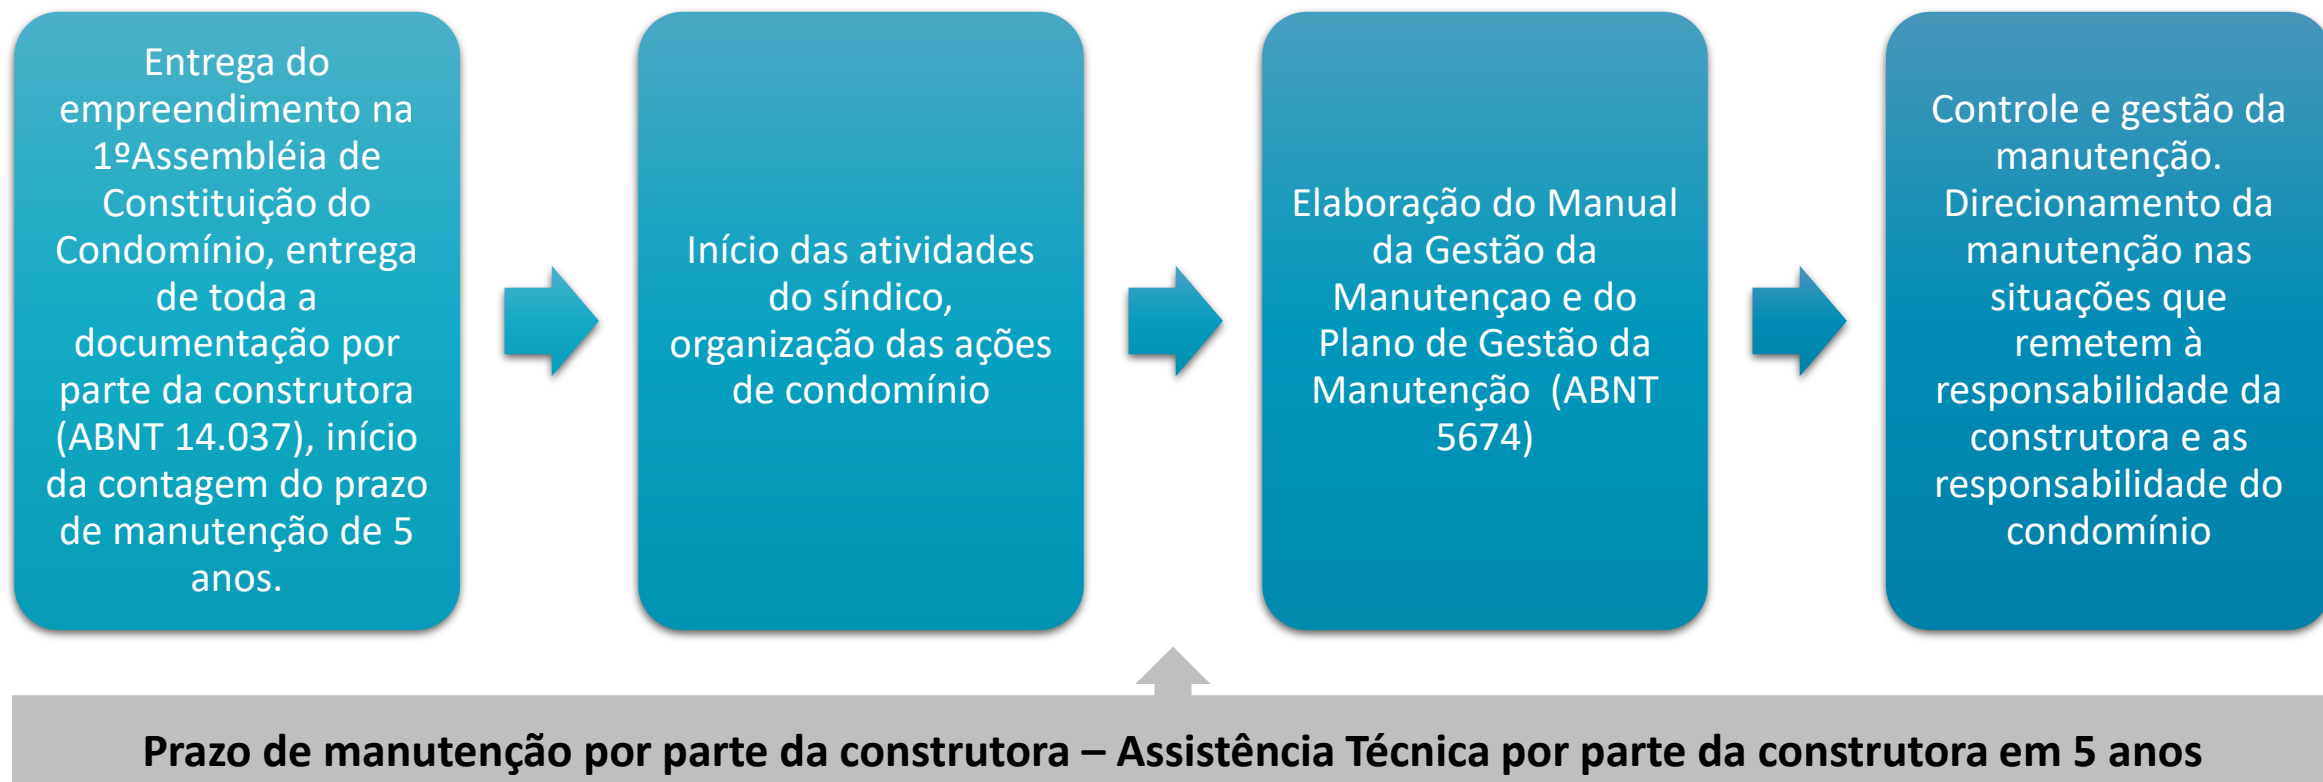 Entrega do
empreendimento na
1ºAssembléia de
Constituição do
Condomínio, entrega
de toda a
documentação por
parte da construtora
(ABNT 14.037), início
da contagem do prazo
de manutenção de 5
anos.
Início das atividades
do síndico,
organização das ações
de condomínio
Elaboração do Manual
da Gestão da
Manutençao e do
Plano de Gestão da
Manutenção  (ABNT
5674)
Controle e gestão da
manutenção.
Direcionamento da
manutenção nas
situações que
remetem à
responsabilidade da
construtora e as
responsabilidade do
condomínio
Prazo de manutenção por parte da construtora – Assistência Técnica por parte da construtora em 5 anos